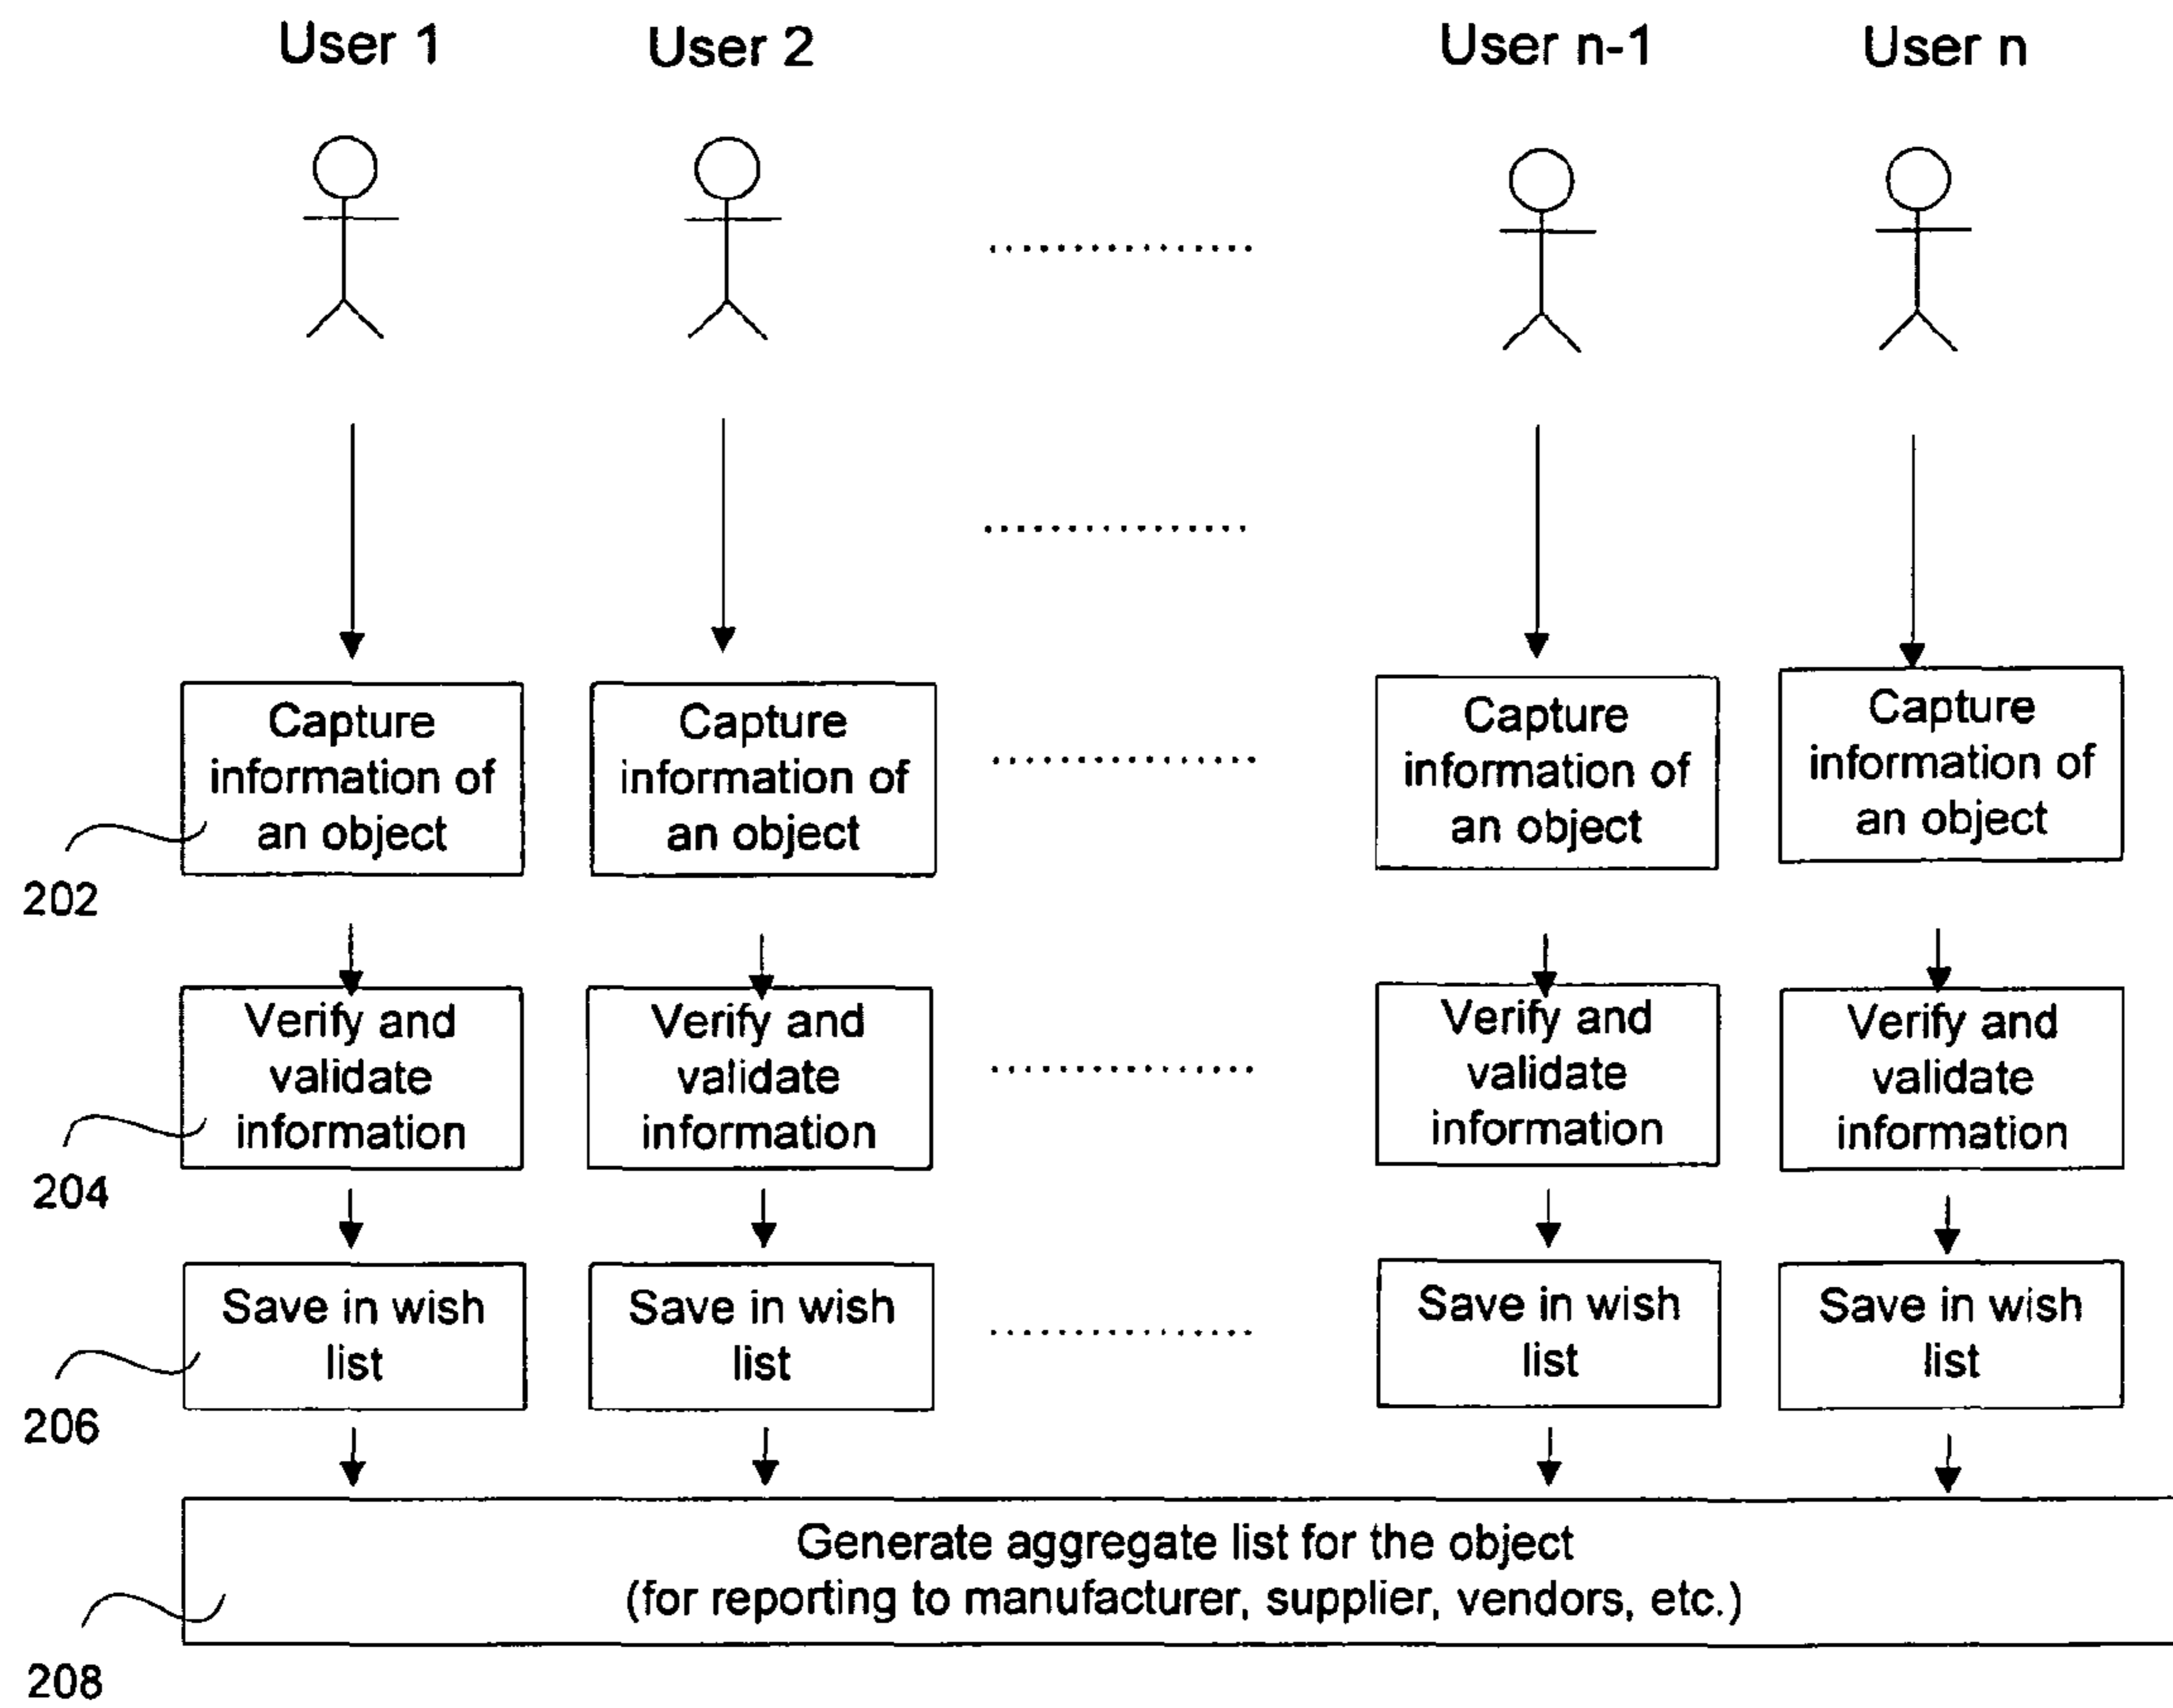 User 1
User 2
User n-1
User n
Capture
information of
an object
Capture
information of
an object
Capture
information of
an object
Capture
information of
an object
202
Verify and
validate
information
Verify and
validate
information
Verify and
validate
information
Verify and
validate
information
204
Save in wish
list
Save in wish
list
Save in wish
list
Save in wish
list
206
Generate aggregate list for the object
(for reporting to manufacturer, supplier, vendors, etc.)
208